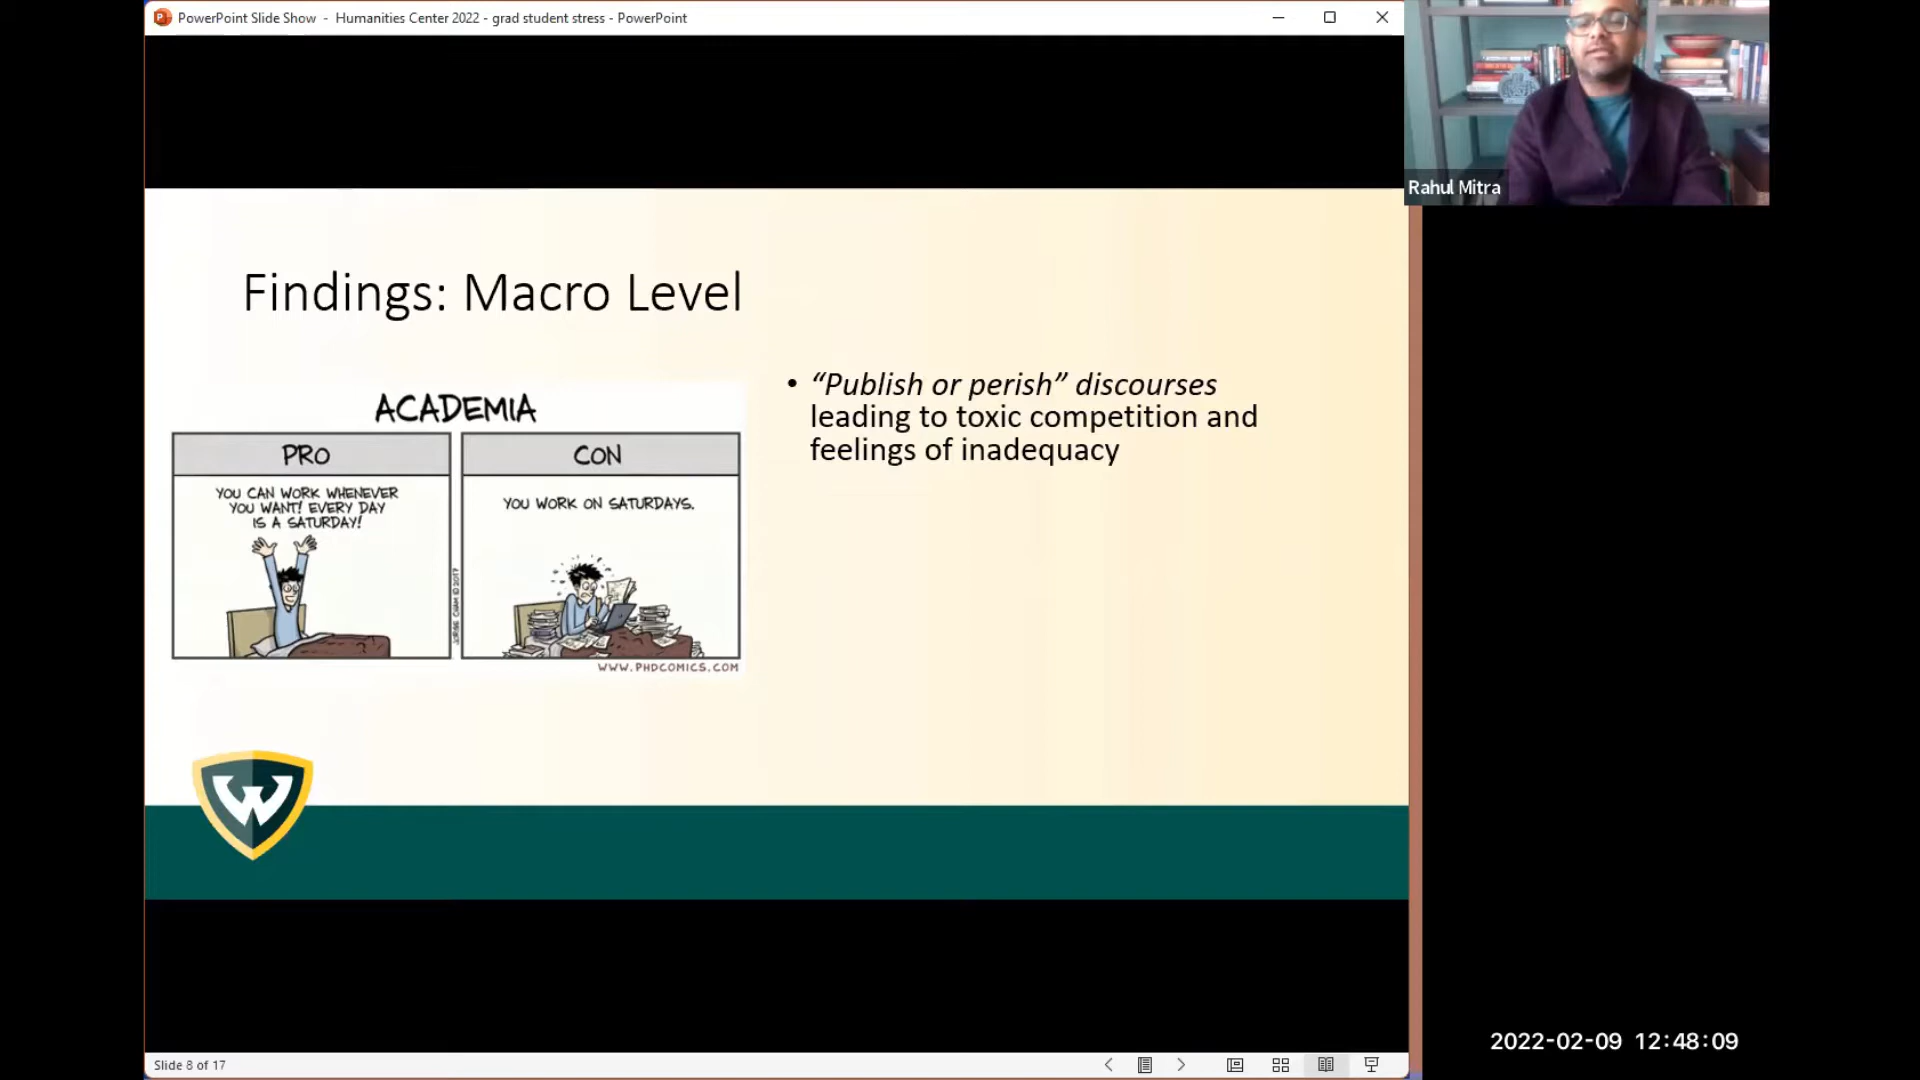 PowerPoint Slide Show - Humanities Center 2022 - grad student stress - PowerPoint
Rahul Mitra
Findings: Macro Level
ACADEMIA
PRO
YOU CAN WORK WHENEVER
YOU WANT! EVERY DAY
IS A SATURDAY!
JORGE CHAM © 2017
CON
YOU WORK ON SATURDAYS.
WWW.PHDCOMICS.COM
• “Publish or perish” discourses
leading to toxic competition and
feelings of inadequacy
W
Slide 8 of 17
2022-02-09 12:48:09